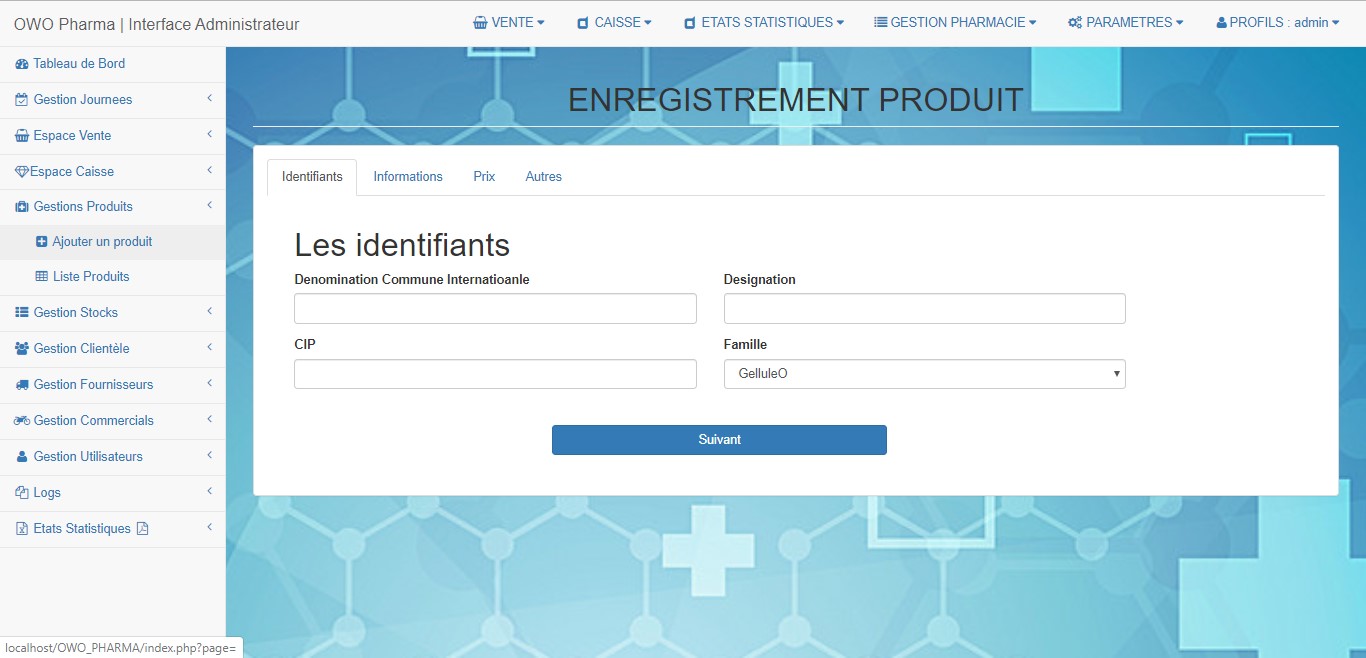 OWO Pharma | Interface Administrateur
VENTE
CAISSE
ETATS STATISTIQUES
GESTION PHARMACIE
PARAMETRES
PROFILS : admin
Tableau de Bord
Gestion Journees
Espace Vente
Espace Caisse
Gestions Produits
Ajouter un produit
Liste Produits
Gestion Stocks
Gestion Clientèle
Gestion Fournisseurs
Gestion Commercials
Gestion Utilisateurs
Logs
Etats Statistiques
ENREGISTREMENT PRODUIT
Identifiants
Informations
Prix
Autres
Les identifiants
Denomination Commune Internatioanle
Designation
CIP
Famille
GelluleO
Suivant
localhost/OWO_PHARMA/index.php?page=